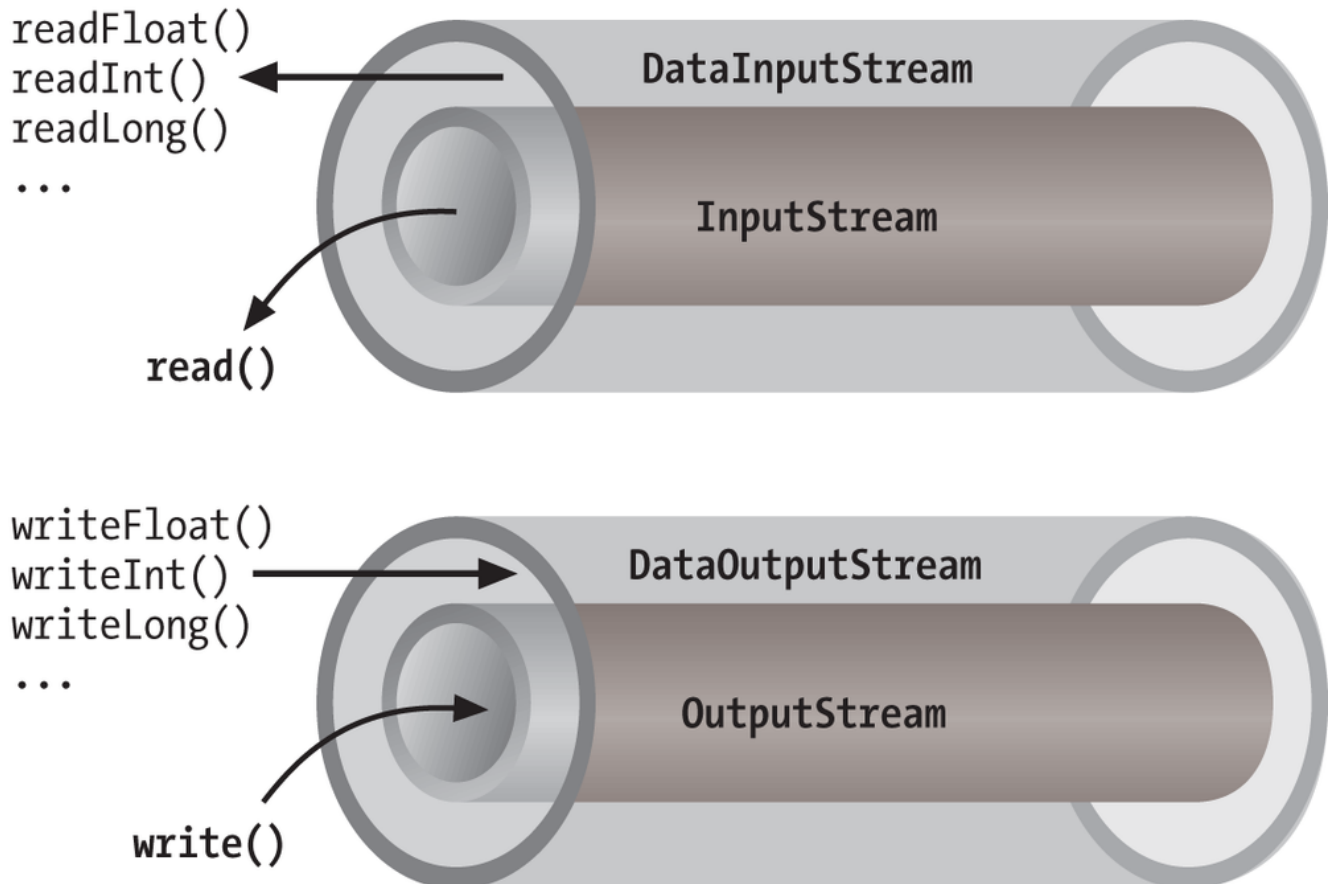 readFloat()
readInt()
readLong()
...
DataInputStream
InputStream
read()
writeFloat()
writeInt()
writeLong()
...
DataOutputStream
OutputStream
write()